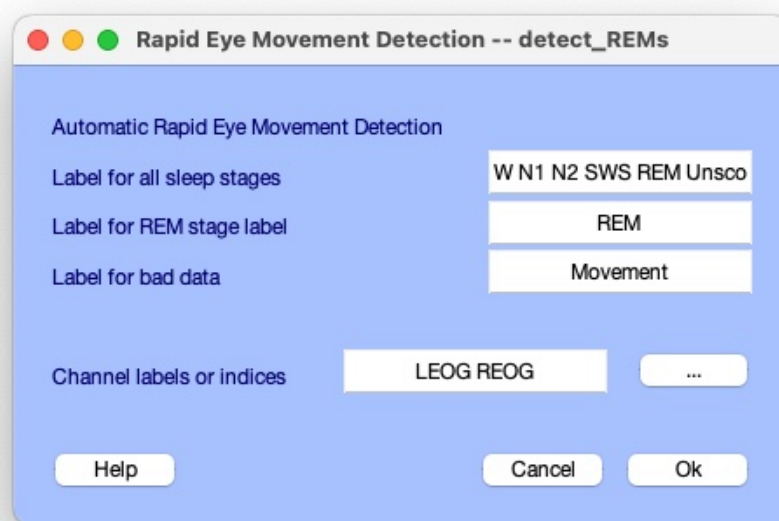 Rapid Eye Movement Detection -- detect_REMs
Automatic Rapid Eye Movement Detection
Label for all sleep stages W N1 N2 SWS REM Unsco
Label for REM stage label REM
Label for bad data Movement
Channel labels or indices LEOG REOG ...
Help Cancel Ok